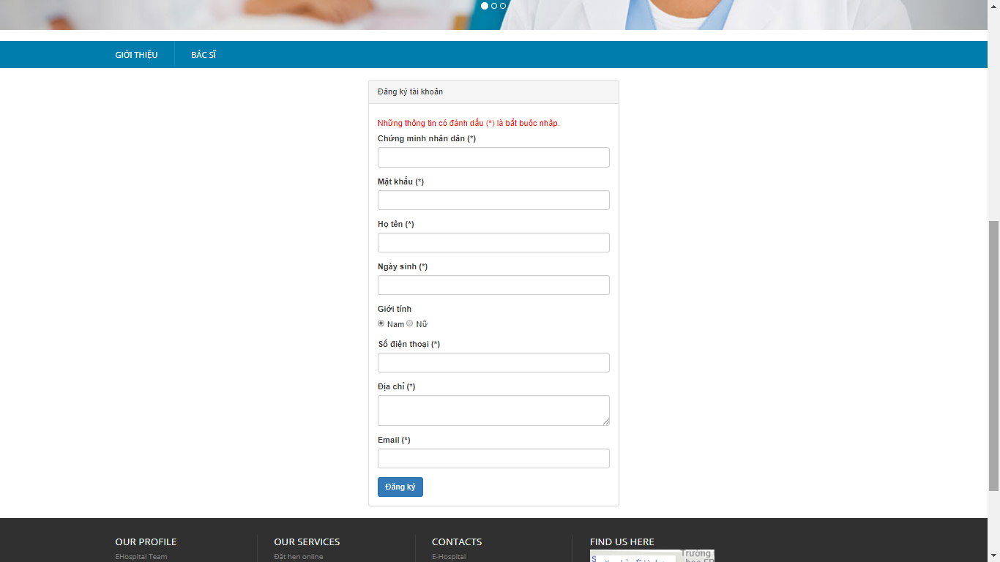 GIỚI THIỆU
BÁC SĨ
Đăng ký tài khoản
Những thông tin có đánh dấu (*) là bắt buộc nhập.
Chứng minh nhân dân (*)
Mật khẩu (*)
Họ tên (*)
Ngày sinh (*)
Giới tính
Nam Nữ
Số điện thoại (*)
Địa chỉ (*)
Email (*)
Đăng ký
OUR PROFILE
EHospital Team
OUR SERVICES
Đặt hẹn online
CONTACTS
E-Hospital
FIND US HERE
Trường